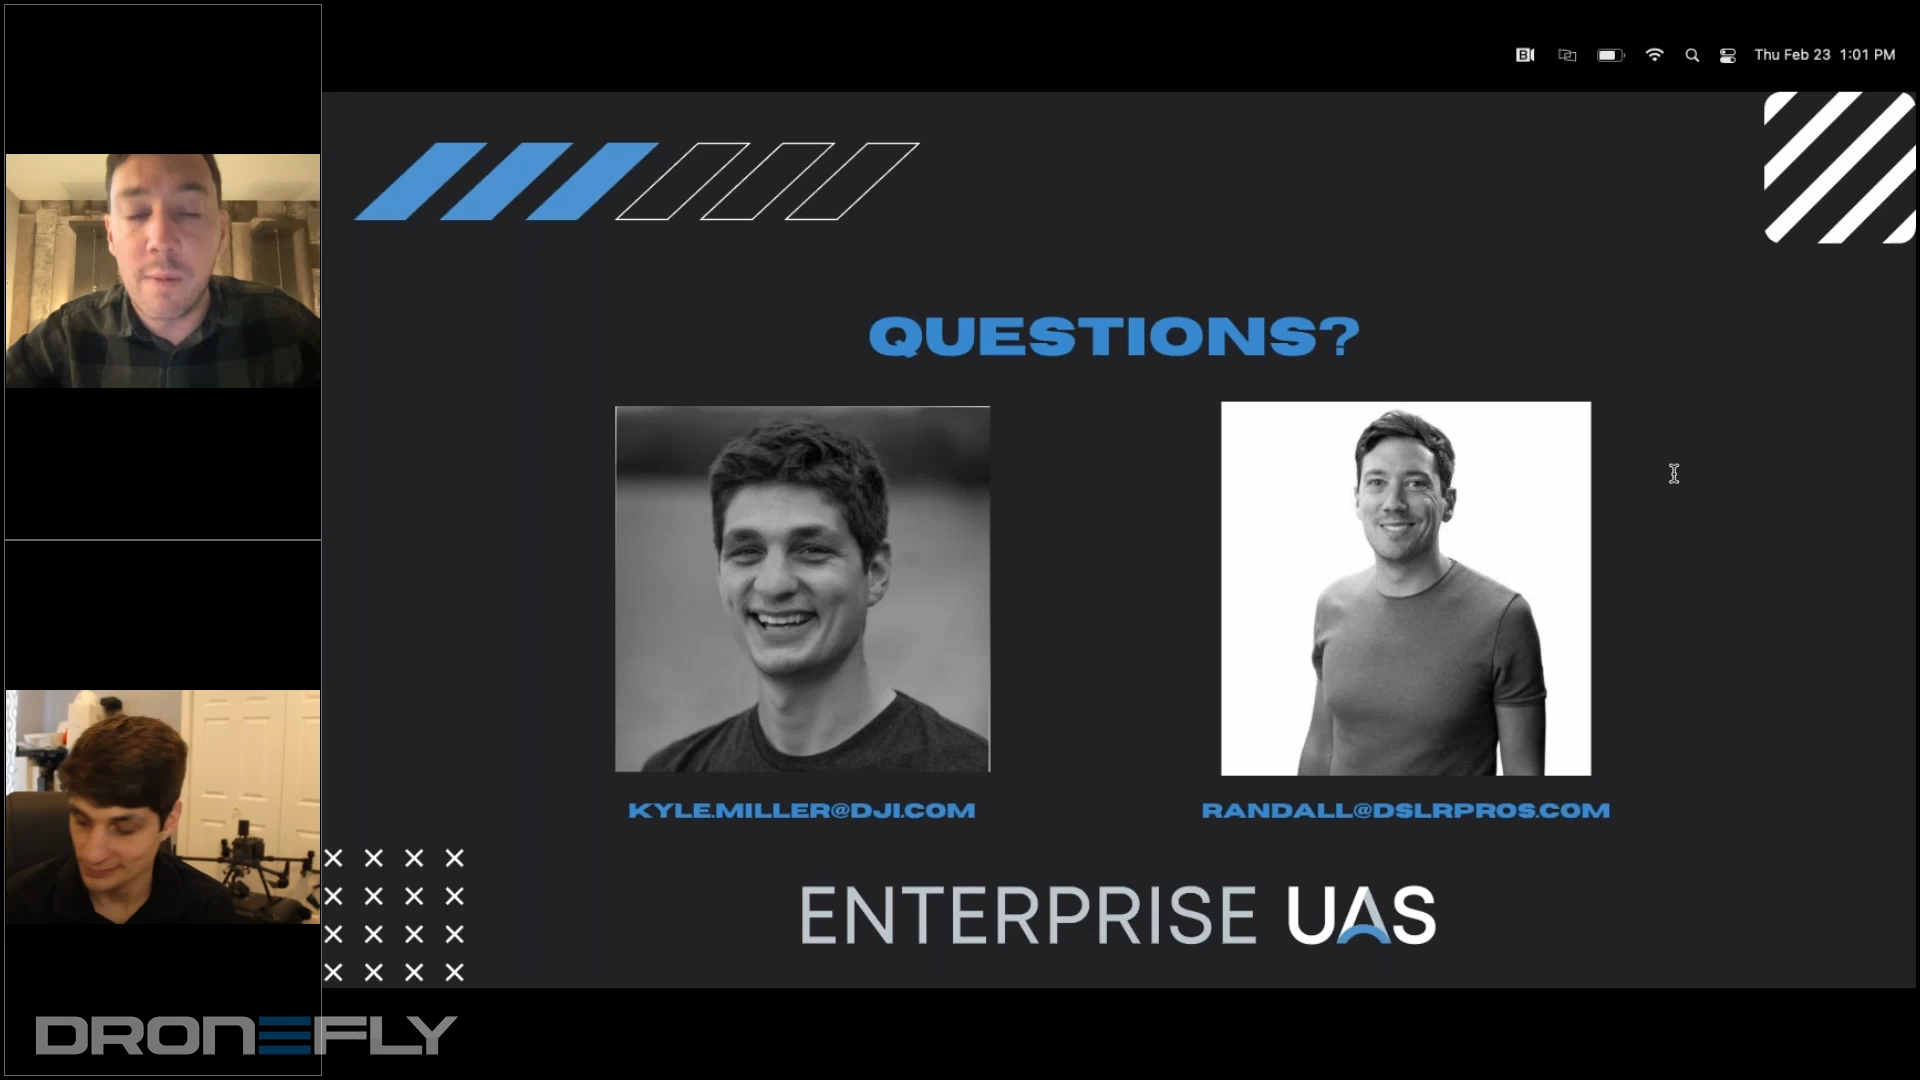 Thu Feb 23 1:01 PM
QUESTIONS?
KYLE.MILLER@DJI.COM
RANDALL@DSLRPROS.COM
ENTERPRISE UAS
DRONEFLY